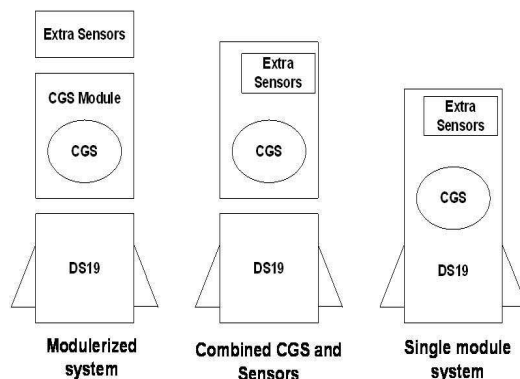 Extra Sensors
CGS Module
CGS
DS19
Modulerized
system
Extra
Sensors
CGS
DS19
Combined CGS and
Sensors
Extra
Sensors
CGS
DS19
Single module
system